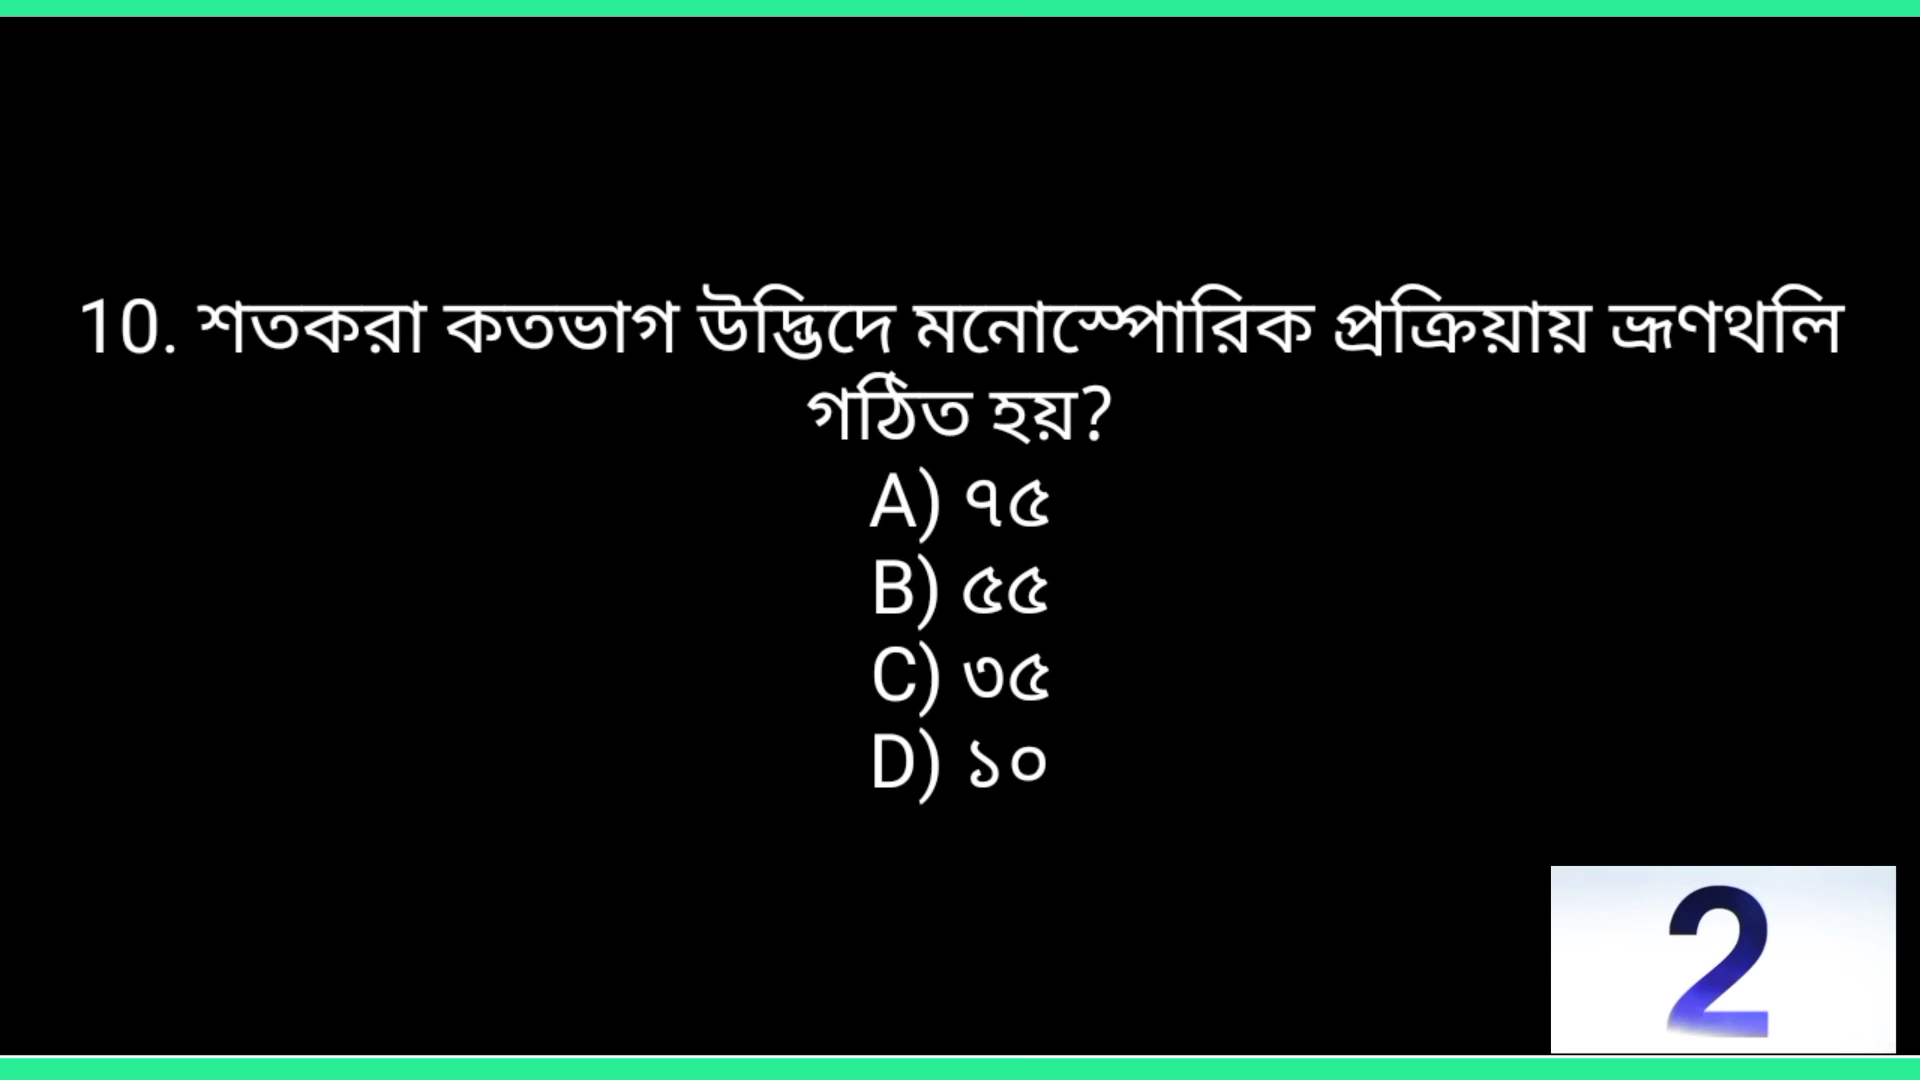 10. শতকরা কতভাগ উদ্ভিদে মনোস্পোরিক প্রক্রিয়ায় ভ্রূণথলি
গঠিত হয়?
A) ৭৫
B) ৫৫
C) ৩৫
D) ১০
2